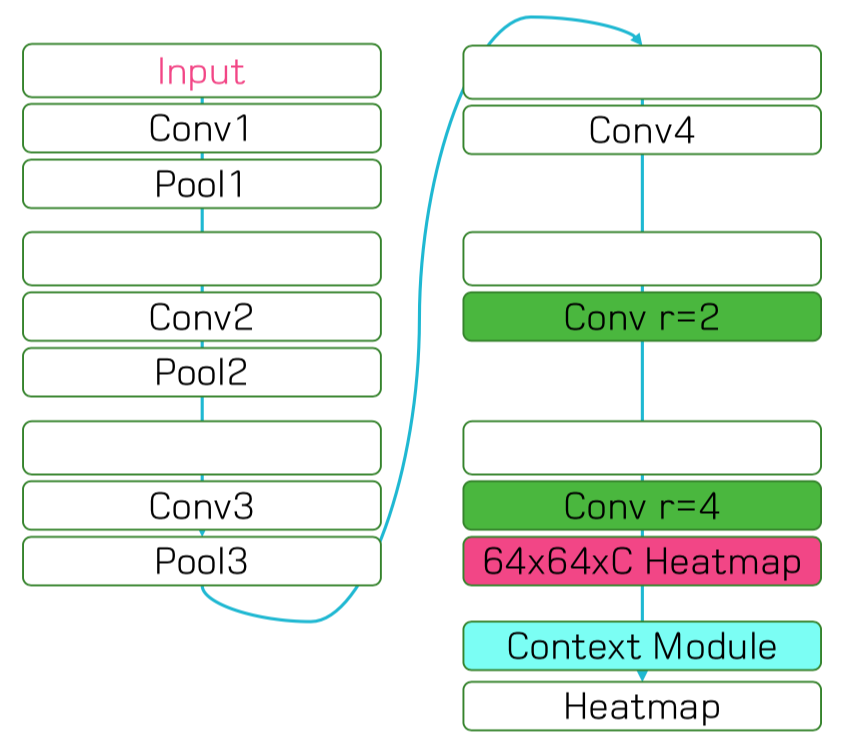 Input
Conv1
Pool1
Conv2
Pool2
Conv3
Pool3
Conv4
Conv r=2
Conv r=4
64x64xC Heatmap
Context Module
Heatmap